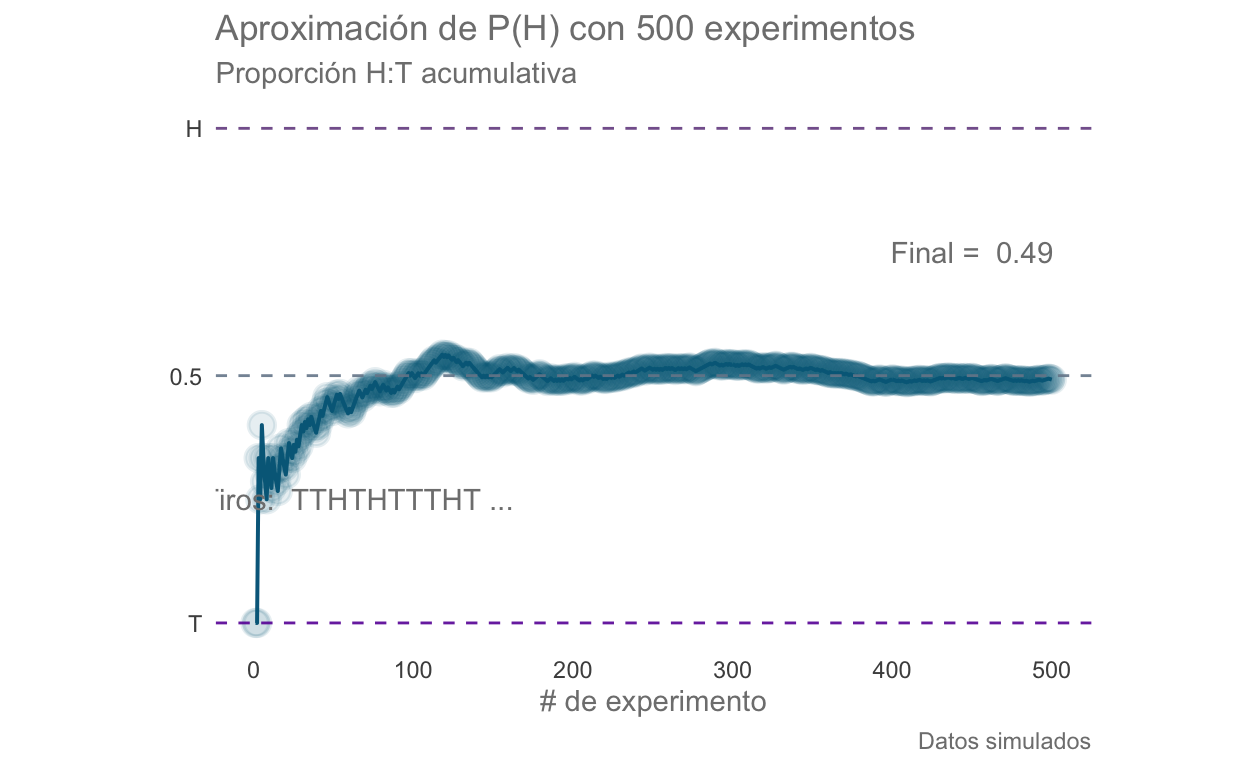 Aproximación de P(H) con 500 experimentos
Proporción H:T acumulativa
H
Final = 0.49
0.5
iros: TTHTHTTTHT ...
T
0 100 200 300 400 500
# de experimento
Datos simulados